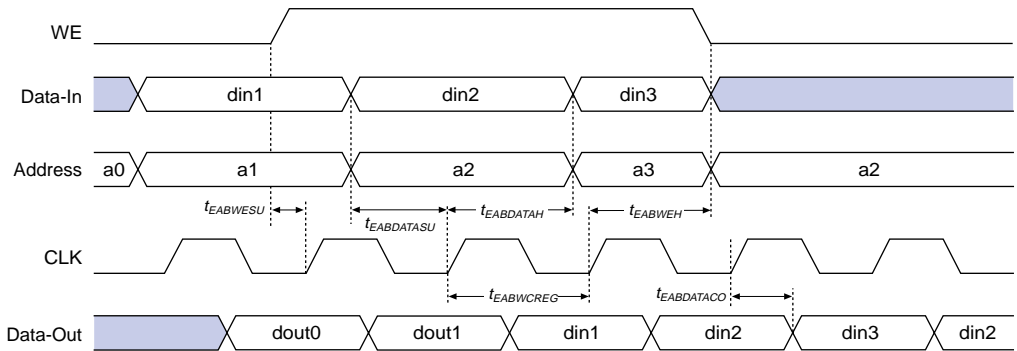 WE
Data-In din1 din2 din3
Address a0 a1 a2 a3 a2
tEABWESU tEABDATASU tEABDATAH tEABWEH
CLK
tEABWCREG tEABDATACO
Data-Out dout0 dout1 din1 din2 din3 din2